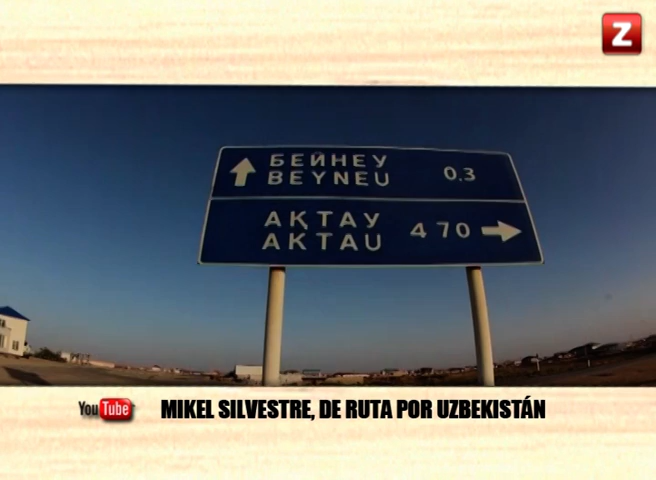 Z
БЕЙНЕУ
BEYNEU 0.3
АҚТАУ
AKTAU 470
YouTube MIKEL SILVESTRE, DE RUTA POR UZBEKISTÁN